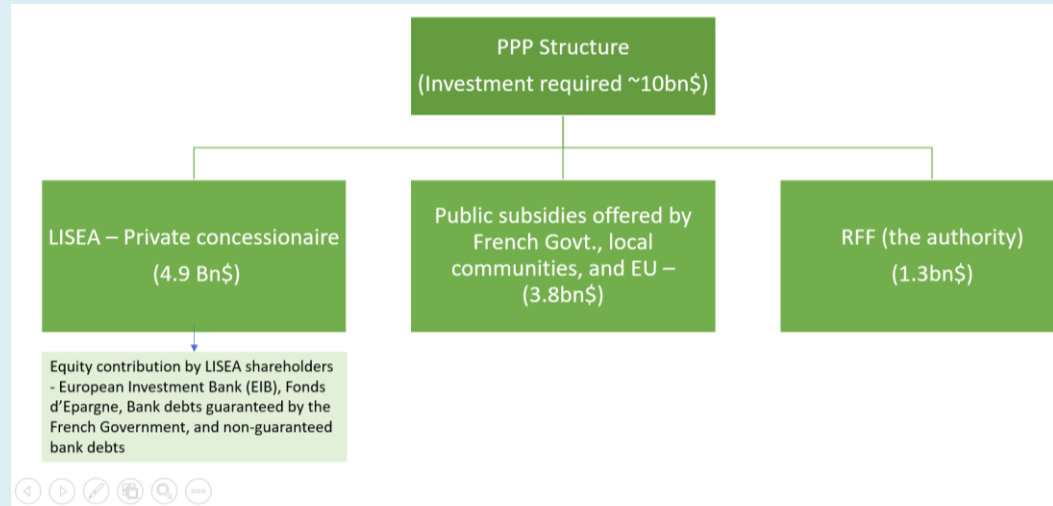 PPP Structure
(Investment required ~10bn$)
LISEA – Private concessionaire
(4.9 Bn$)
Public subsidies offered by
French Govt., local
communities, and EU –
(3.8bn$)
RFF (the authority)
(1.3bn$)
Equity contribution by LISEA shareholders
- European Investment Bank (EIB), Fonds
d’Epargne, Bank debts guaranteed by the
French Government, and non-guaranteed
bank debts